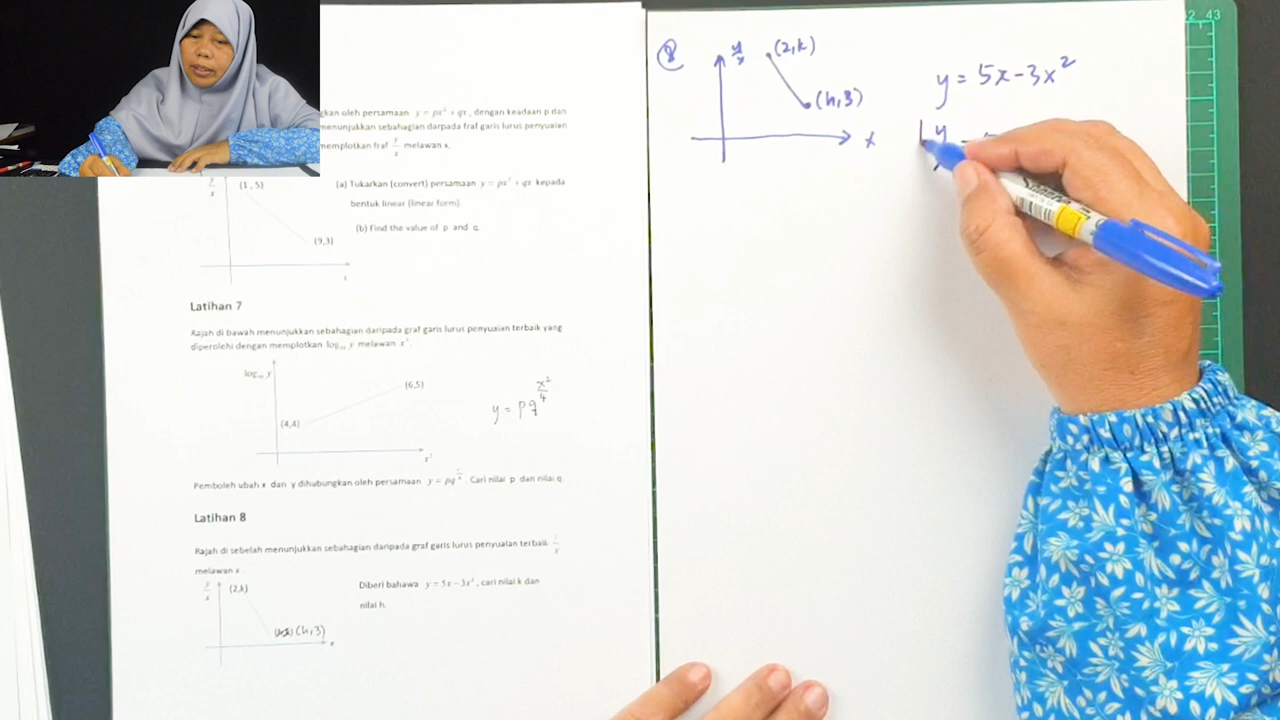 gkan oleh persamaan y = px² + qx, dengan keadaan p dan
menunjukkan sebahagian darpada fraf garis lurus penyuaian
memplotkan fraf y/x melawan x.
y/x
(1, 5)
(9,3)
x
(a) Tukarkan (convert) persamaan y = px² + qx kepada
bentuk linear (linear form)
(b) Find the value of p and q.
Latihan 7
Rajah di bawah menunjukkan sebahagian daripada graf garis lurus penyuaian terbaik yang
diperolehi dengan memplotkan log₁₀ y melawan x².
log₁₀ y
(6,5)
(4,4)
x²
y = pq^(x²/4)
Pemboleh ubah x dan y dihubungkan oleh persamaan y = pq. Cari nilai p dan nilai q
Latihan 8
Rajah di sebelah menunjukkan sebahagian daripada graf garis lurus penyuaian terbaik
melawan x
y/x
(2,k)
(h,3)
x
Diberi bahawa y = 5x – 3x², cari nilai k dan
nilai h.
8
y/x
(2,k)
(h,3)
x
y = 5x - 3x²
y
42 43